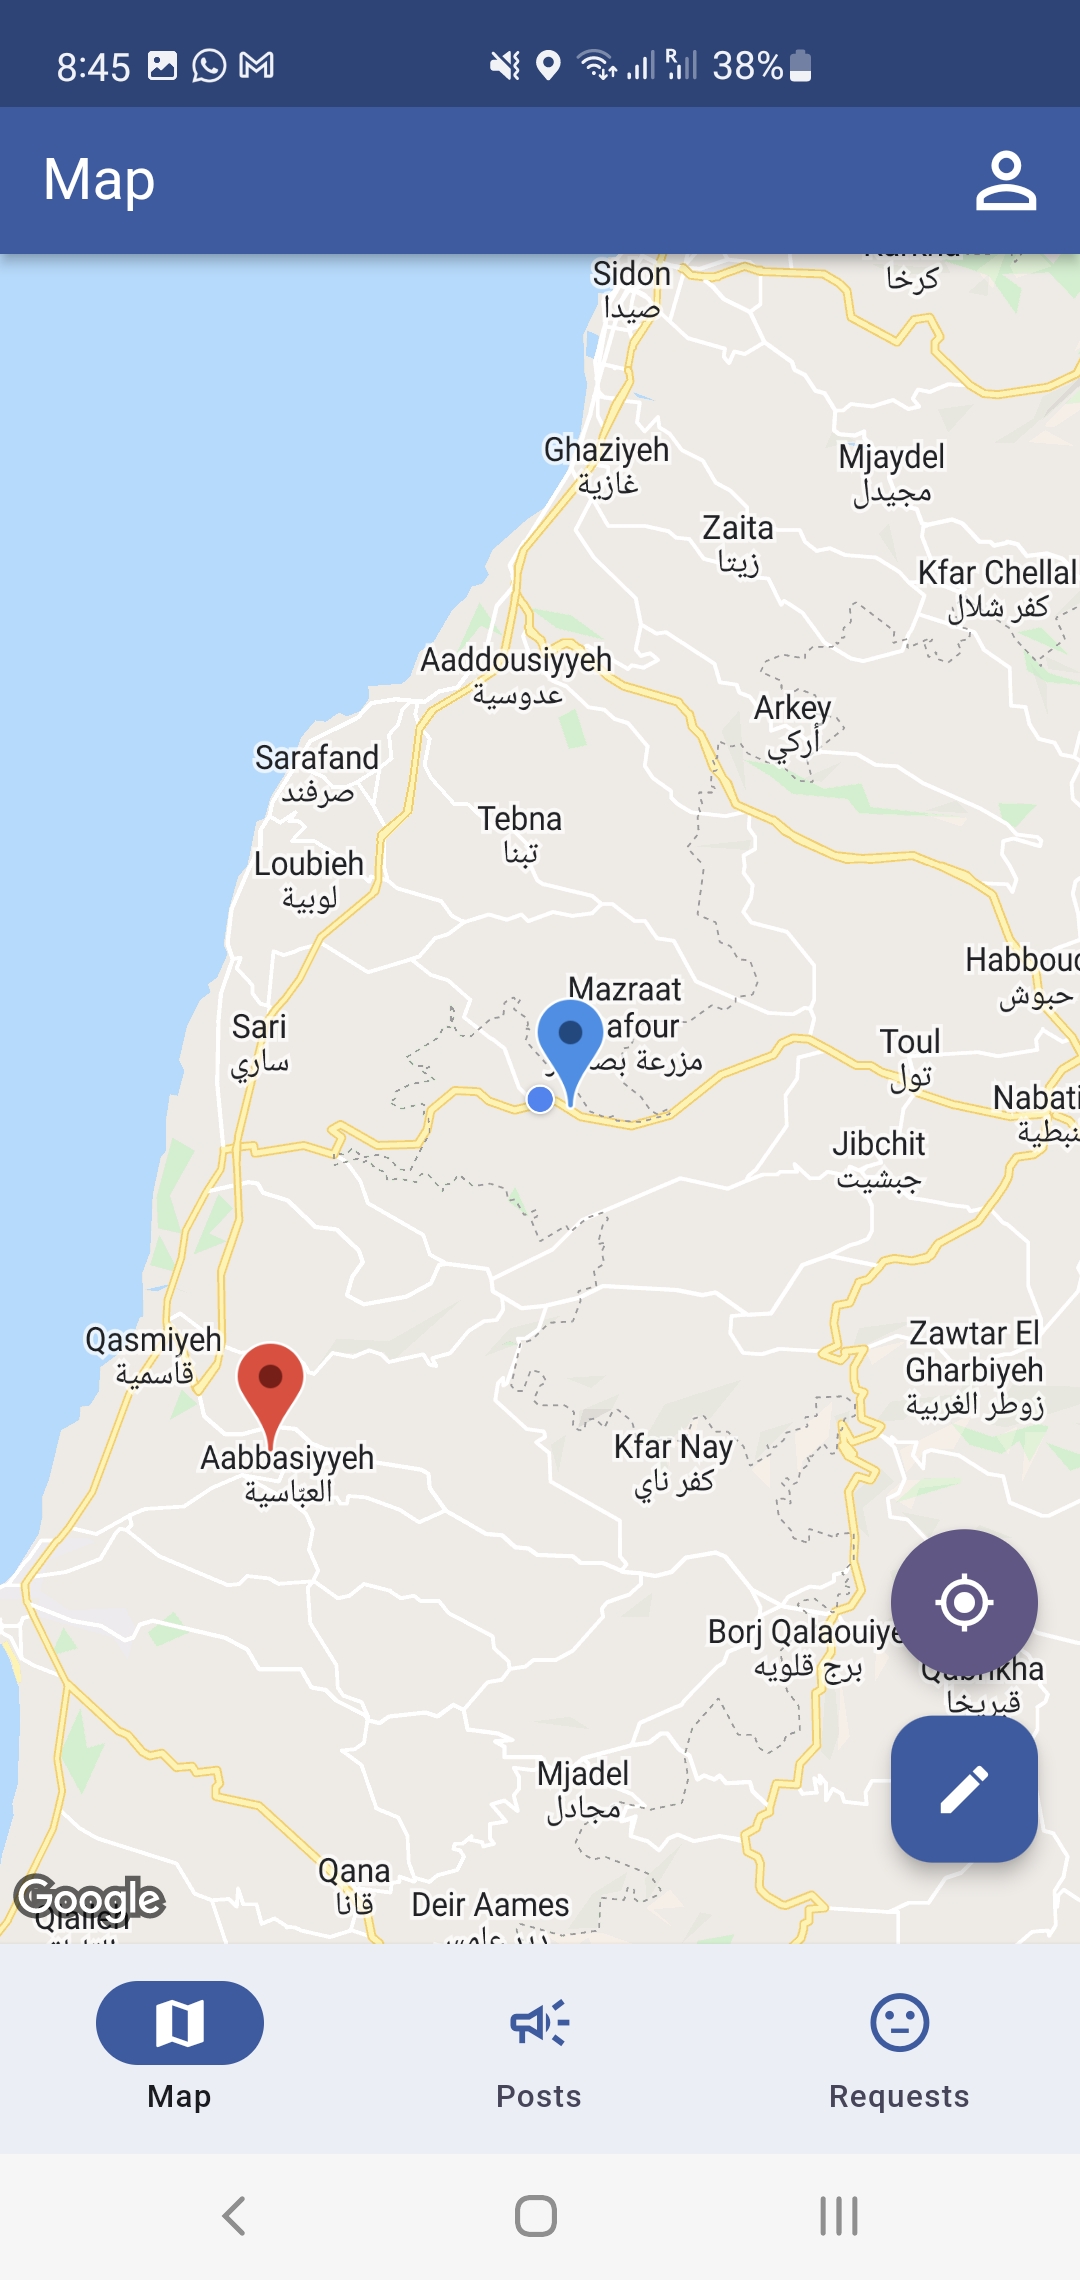 8:45
R
38%
Map
Sidon
صيدا
كرخا
Ghaziyeh
غازية
Mjaydel
مجيدل
Zaita
زيتا
Kfar Chellal
كفر شلال
Aaddousiyyeh
عدوسية
Arkey
أركي
Sarafand
صرفند
Tebna
تبنا
Loubieh
لوبية
Habbou
حبوش
Mazraat
afour
مزرعة
Sari
ساري
Toul
تول
Nabati
نبطية
Jibchit
جبشيت
Qasmiyeh
قاسمية
Zawtar El
Gharbiyeh
زوطر الغربية
Aabbasiyyeh
العبّاسية
Kfar Nay
كفر ناي
Borj Qalaouiye
برج قلويه
قبريخا
Mjadel
مجادل
Qana
قانا
Deir Aames
Google
Map
Posts
Requests